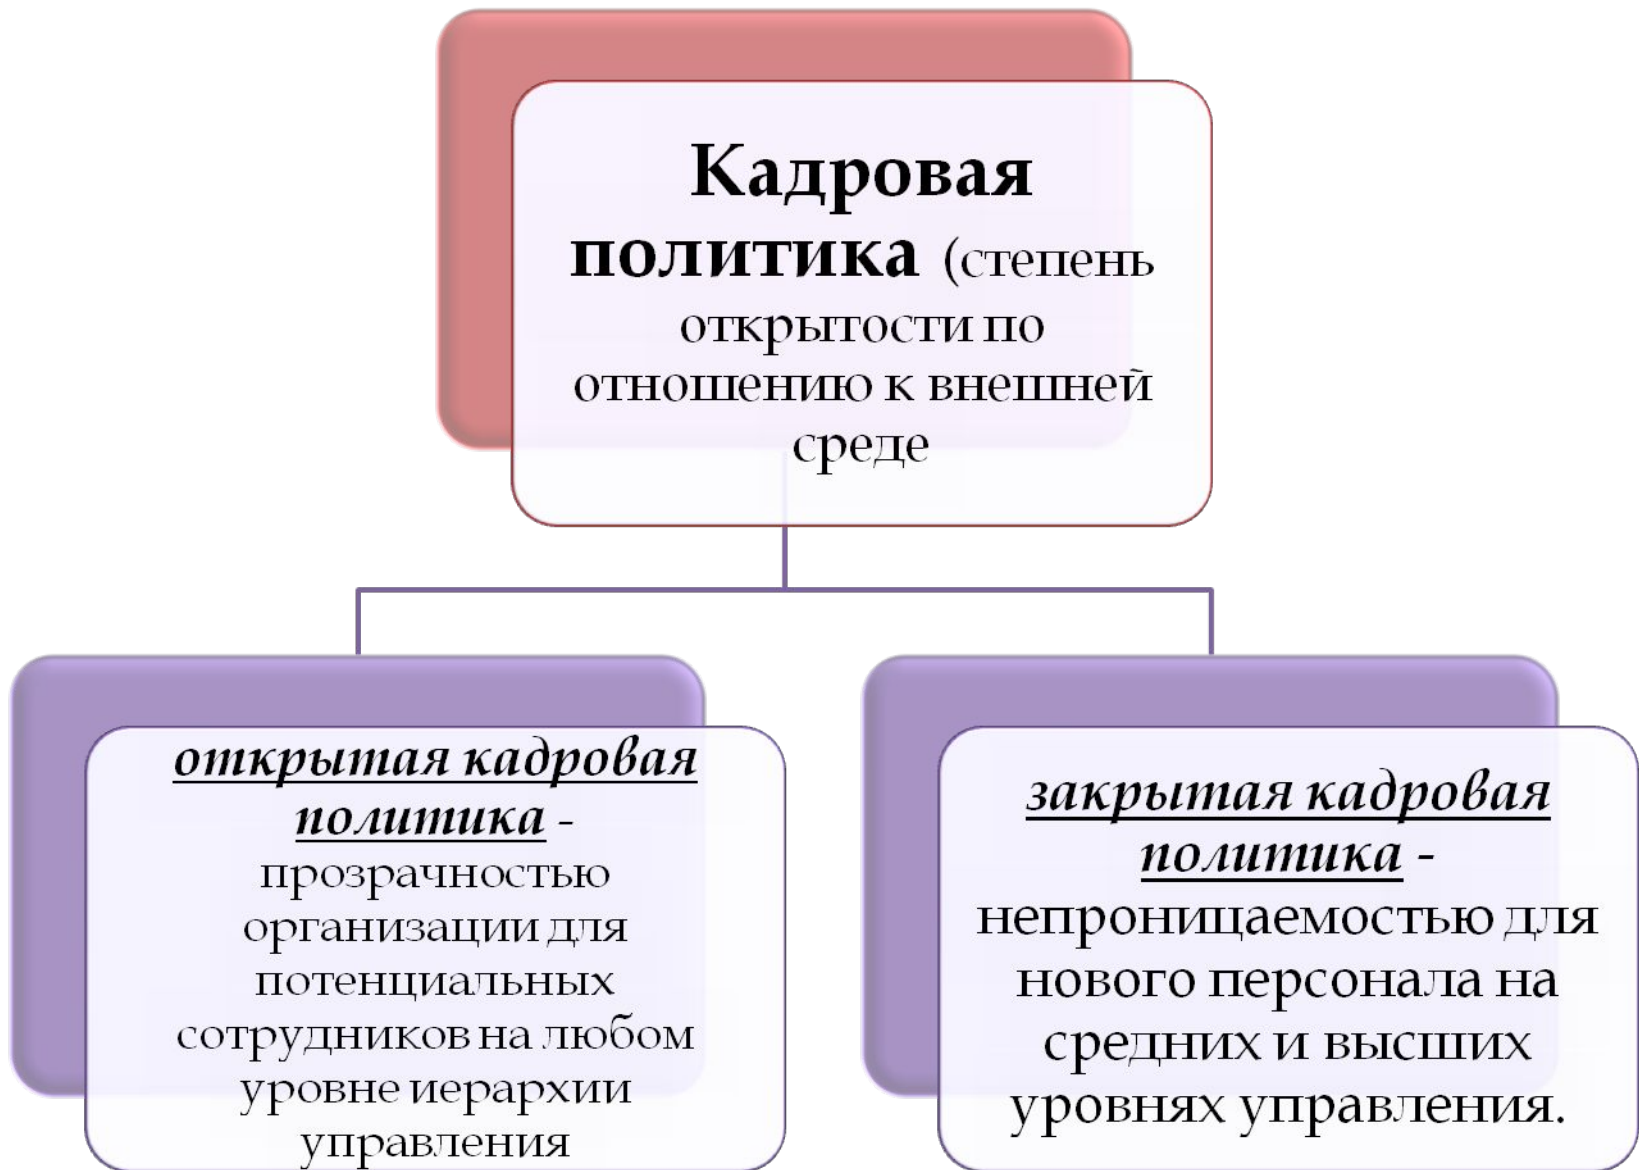 Кадровая
политика (степень
открытости по
отношению к внешней
среде
открытая кадровая
политика -
прозрачностью
организации для
потенциальных
сотрудников на любом
уровне иерархии
управления
закрытая кадровая
политика -
непроницаемостью для
нового персонала на
средних и высших
уровнях управления.